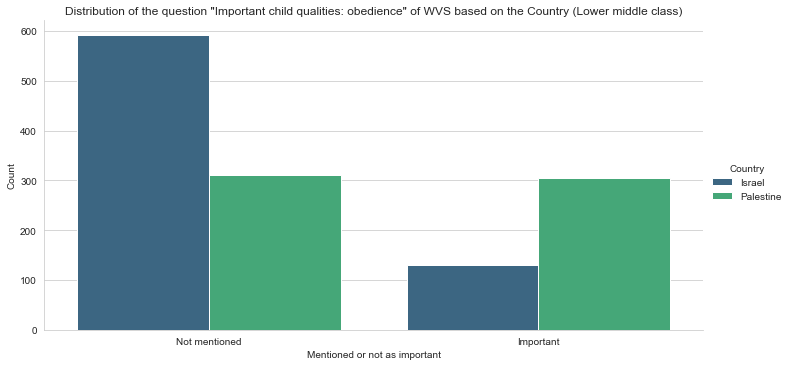 Distribution of the question "Important child qualities: obedience" of WVS based on the Country (Lower middle class)
600
500
400
300
200
100
0
Count
Not mentioned
Important
Mentioned or not as important
Country
Israel
Palestine